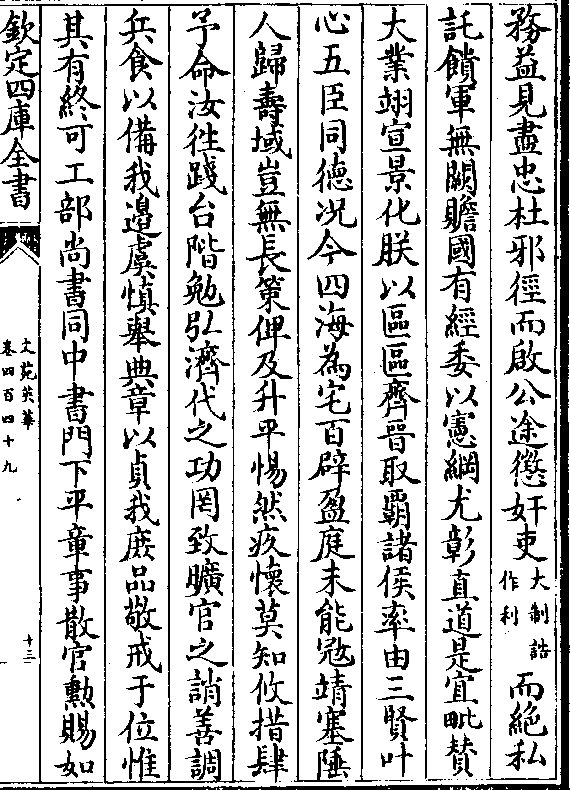 務益見盡忠杜邪徑而啟公途懲奸吏大制誥作利而絶私
託饋軍無闕贍國有經委以憲綱尤彰直道是宜毗賛
大業翊宣景化朕以區區齊晉取霸諸侯率由三賢叶
心五臣同德况今四海為宅百辟盈庭未能冦靖塞陲
人歸壽域豈無長策俾及升平惕然疚懷莫知攸措肆
予命汝徃踐台階勉弘濟代之功罔致曠官之誚善調
兵食以備我邉虞慎舉典章以貞我庶品敬戒于位惟
其有終可工部尚書同中書門下平章事散官勲賜如
欽定四庫全書
文苑英華
卷四百四十九
十三